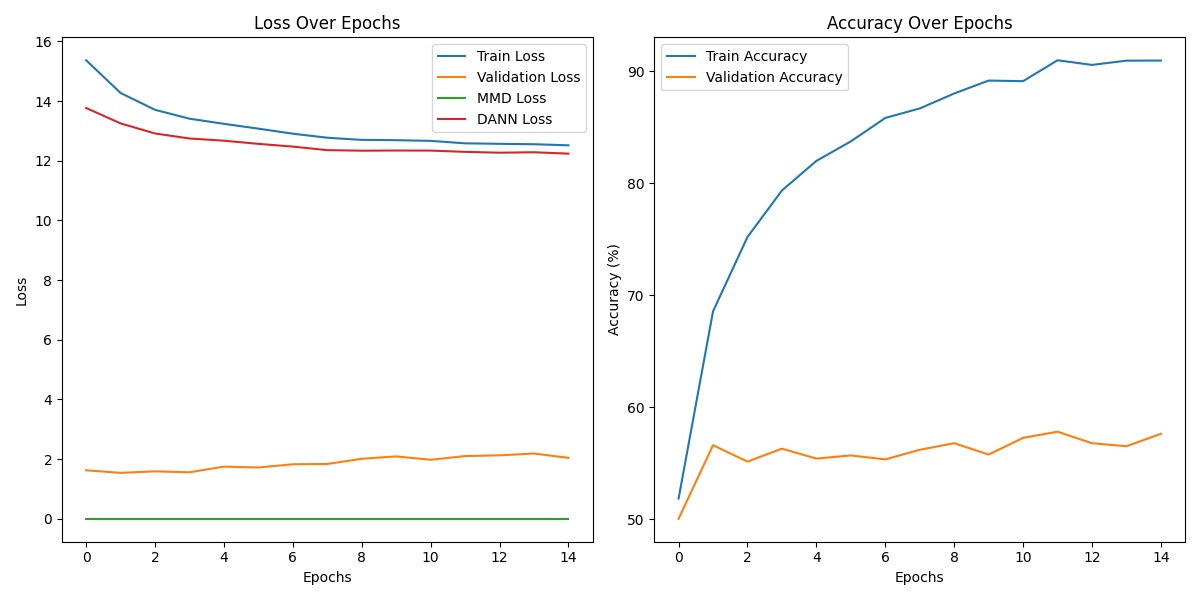 Loss Over Epochs
16
14
12
10
8
6
4
2
0
Loss
0 2 4 6 8 10 12 14
Epochs
Train Loss
Validation Loss
MMD Loss
DANN Loss
Accuracy Over Epochs
90
80
70
60
50
Accuracy (%)
0 2 4 6 8 10 12 14
Epochs
Train Accuracy
Validation Accuracy